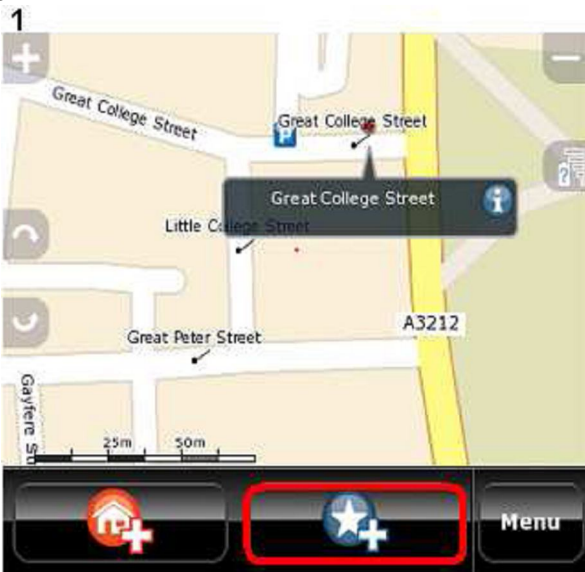 1
Great College Street
Great College Street
P
?
Great College Street
i
Little College Street
A3212
Great Peter Street
Gayfere S
25m 50m
Menu